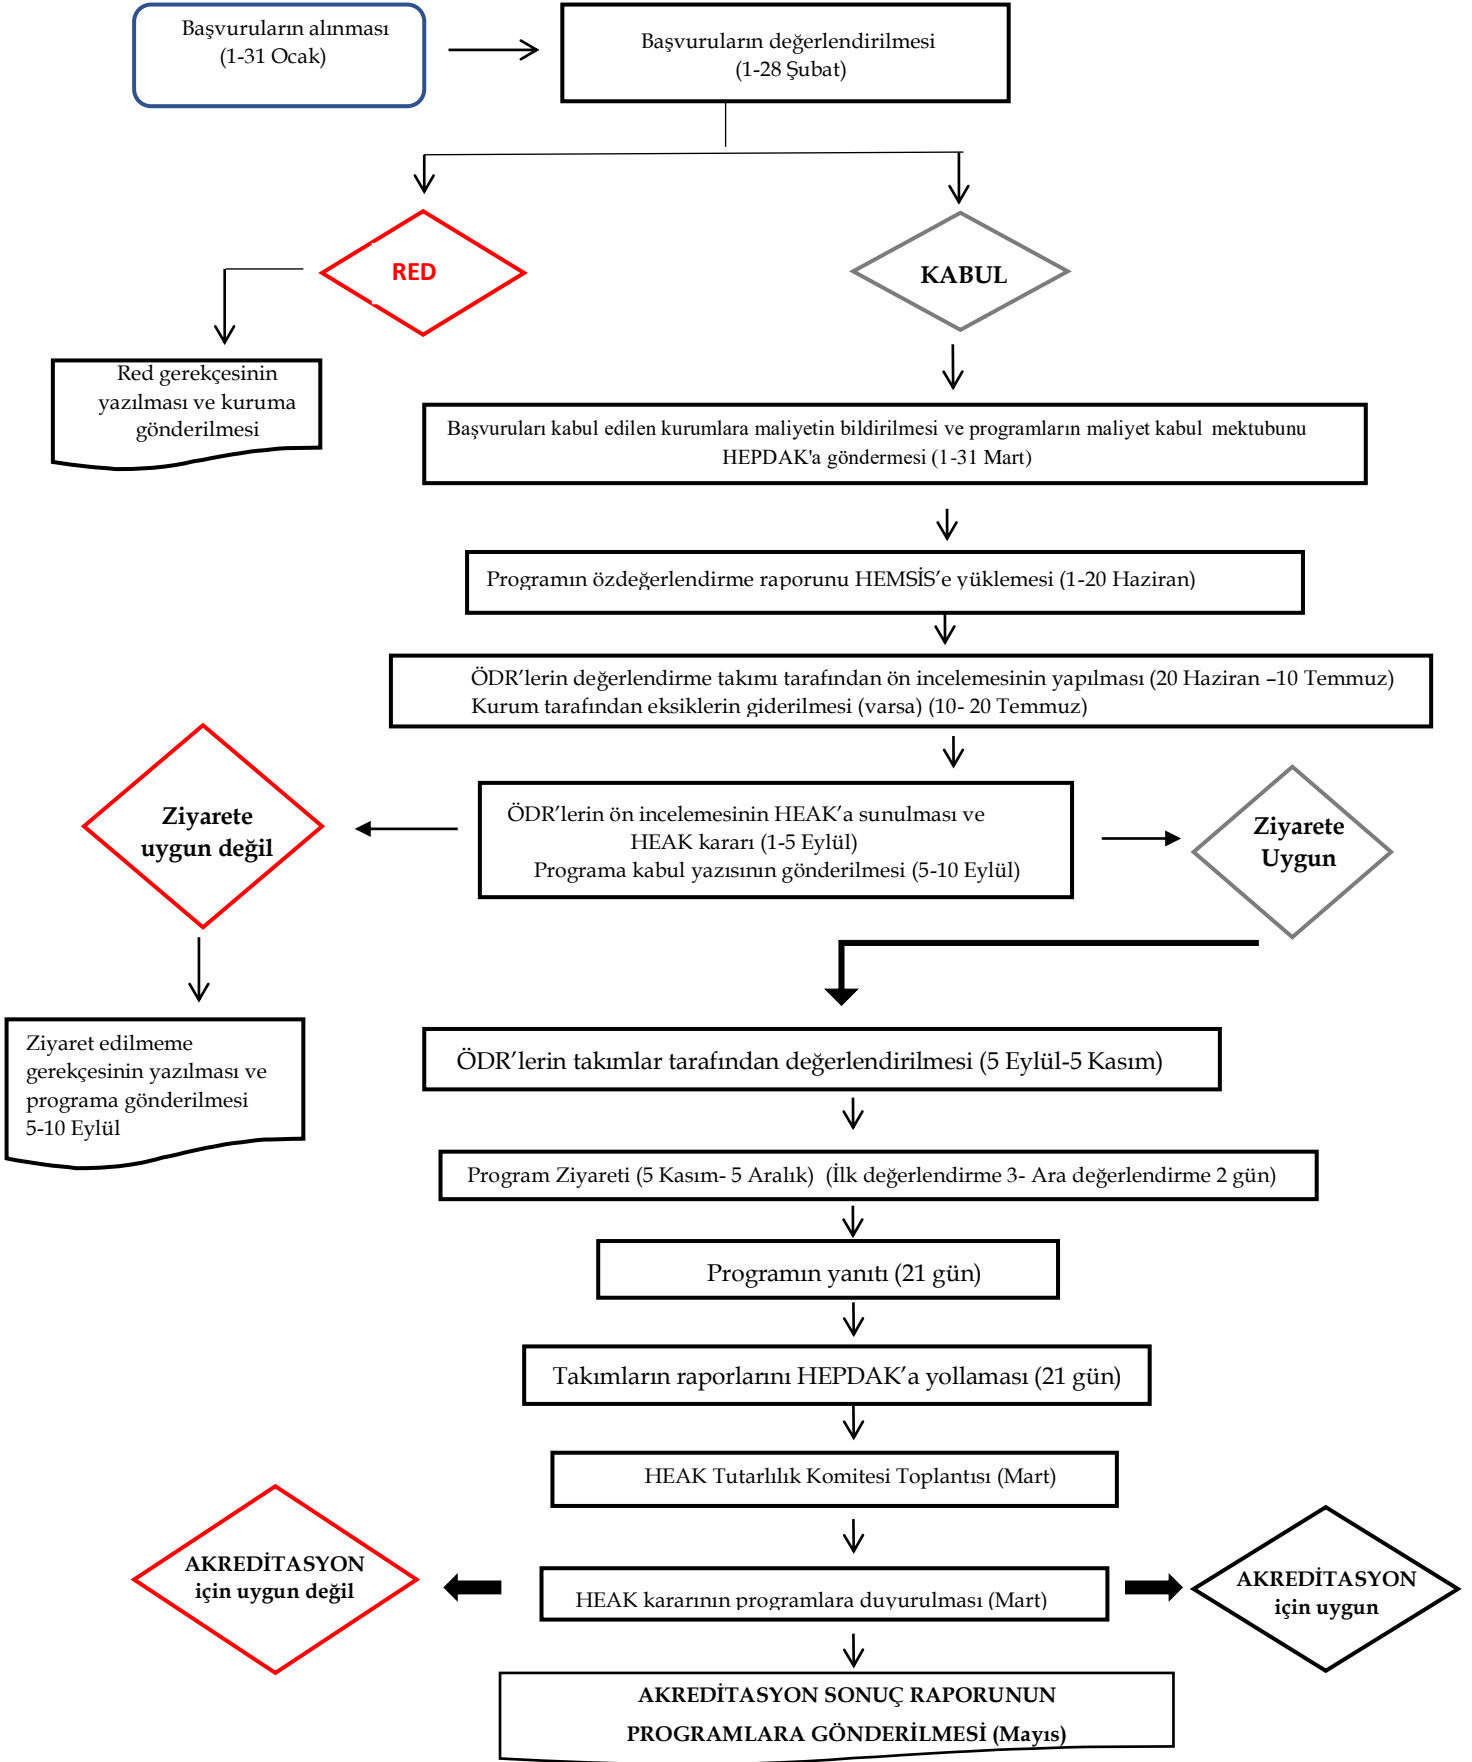 Başvuruların alınması
(1-31 Ocak)
Başvuruların değerlendirilmesi
(1-28 Şubat)
RED
KABUL
Red gerekçesinin
yazılması ve kuruma
gönderilmesi
Başvuruları kabul edilen kurumlara maliyetin bildirilmesi ve programların maliyet kabul mektubunu
HEPDAK'a göndermesi (1-31 Mart)
Programın özdeğerlendirme raporunu HEMSİS’e yüklemesi (1-20 Haziran)
ÖDR’lerin değerlendirme takımı tarafından ön incelemesinin yapılması (20 Haziran –10 Temmuz)
Kurum tarafından eksiklerin giderilmesi (varsa) (10- 20 Temmuz)
Ziyarete
uygun değil
ÖDR’lerin ön incelemesinin HEAK’a sunulması ve
HEAK kararı (1-5 Eylül)
Programa kabul yazısının gönderilmesi (5-10 Eylül)
Ziyarete
Uygun
Ziyaret edilmeme
gerekçesinin yazılması ve
programa gönderilmesi
5-10 Eylül
ÖDR’lerin takımlar tarafından değerlendirilmesi (5 Eylül-5 Kasım)
Program Ziyareti (5 Kasım- 5 Aralık)  (İlk değerlendirme 3- Ara değerlendirme 2 gün)
Programın yanıtı (21 gün)
Takımların raporlarını HEPDAK’a yollaması (21 gün)
HEAK Tutarlılık Komitesi Toplantısı (Mart)
AKREDİTASYON
için uygun değil
HEAK kararının programlara duyurulması (Mart)
AKREDİTASYON
için uygun
AKREDİTASYON SONUÇ RAPORUNUN
PROGRAMLARA GÖNDERİLMESİ (Mayıs)